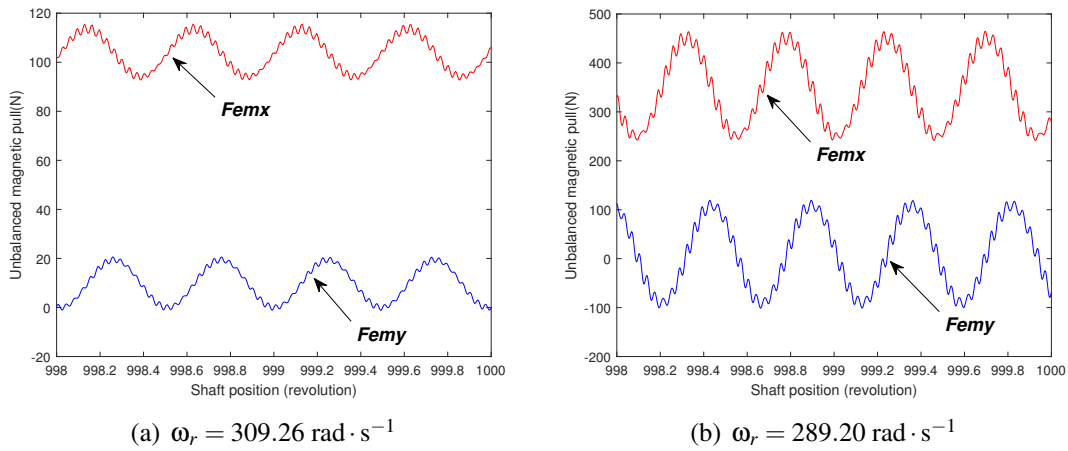 120
100
80
60
40
20
0
-20
Unbalanced magnetic pull(N)
Femx
Femy
998 998.2 998.4 998.6 998.8 999 999.2 999.4 999.6 999.8 1000
Shaft position (revolution)
(a) ωr = 309.26 rad · s−1
500
400
300
200
100
0
-100
-200
Unbalanced magnetic pull(N)
Femx
Femy
998 998.2 998.4 998.6 998.8 999 999.2 999.4 999.6 999.8 1000
Shaft position (revolution)
(b) ωr = 289.20 rad · s−1